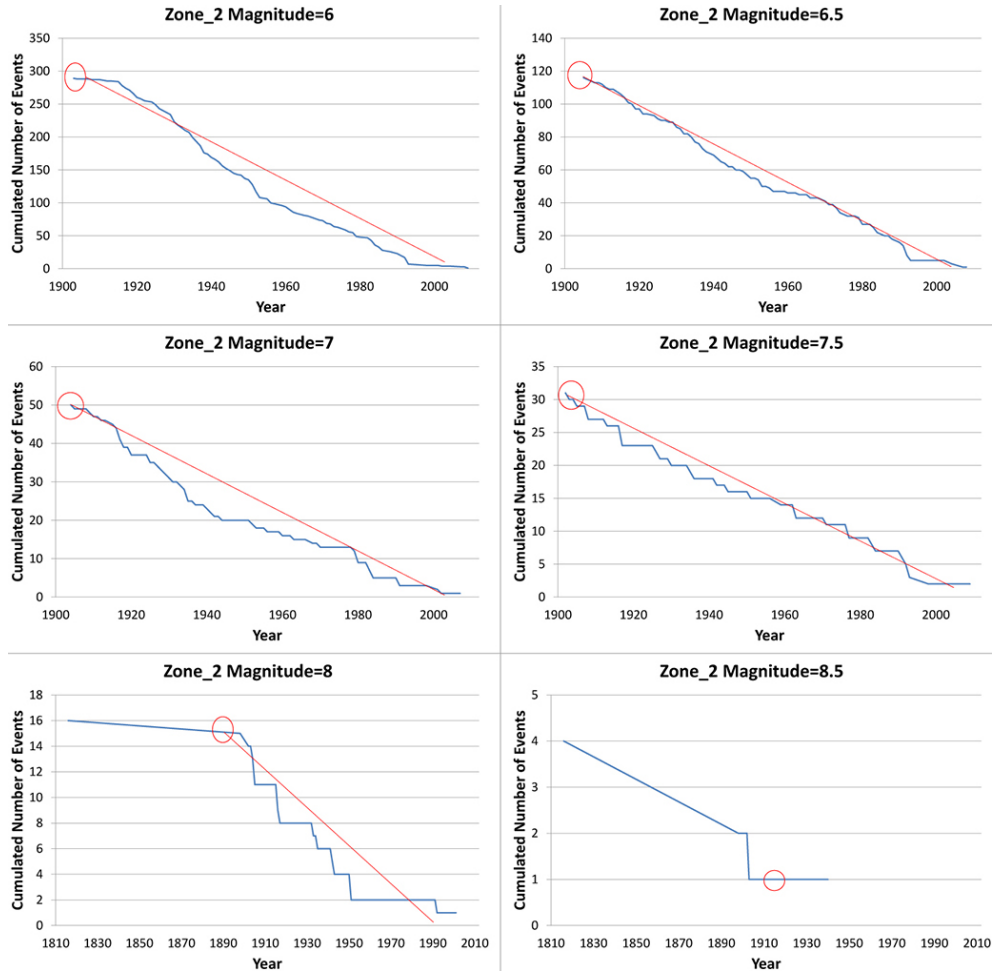 Zone_2 Magnitude=6
Cumulated Number of Events
350
300
250
200
150
100
50
0
1900 1920 1940 1960 1980 2000
Year
Zone_2 Magnitude=6.5
Cumulated Number of Events
140
120
100
80
60
40
20
0
1900 1920 1940 1960 1980 2000
Year
Zone_2 Magnitude=7
Cumulated Number of Events
60
50
40
30
20
10
0
1900 1920 1940 1960 1980 2000
Year
Zone_2 Magnitude=7.5
Cumulated Number of Events
35
30
25
20
15
10
5
0
1900 1920 1940 1960 1980 2000
Year
Zone_2 Magnitude=8
Cumulated Number of Events
18
16
14
12
10
8
6
4
2
0
1810 1830 1850 1870 1890 1910 1930 1950 1970 1990 2010
Year
Zone_2 Magnitude=8.5
Cumulated Number of Events
5
4
3
2
1
0
1810 1830 1850 1870 1890 1910 1930 1950 1970 1990 2010
Year